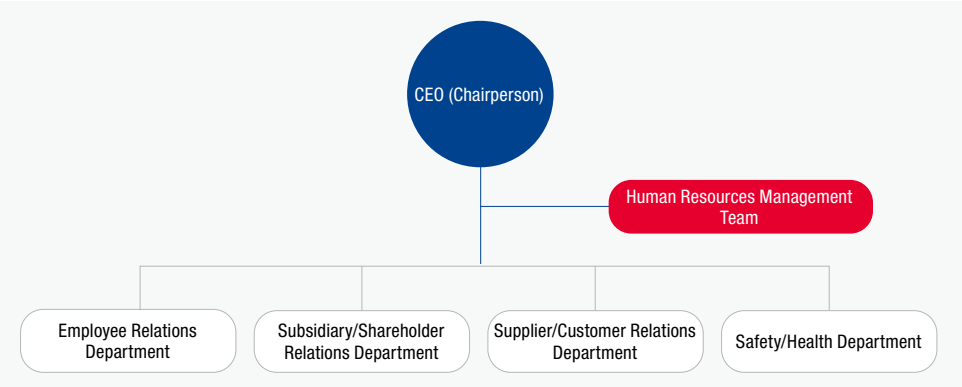 CEO (Chairperson)
Human Resources Management
Team
Employee Relations
Department
Subsidiary/Shareholder
Relations Department
Supplier/Customer Relations
Department
Safety/Health Department